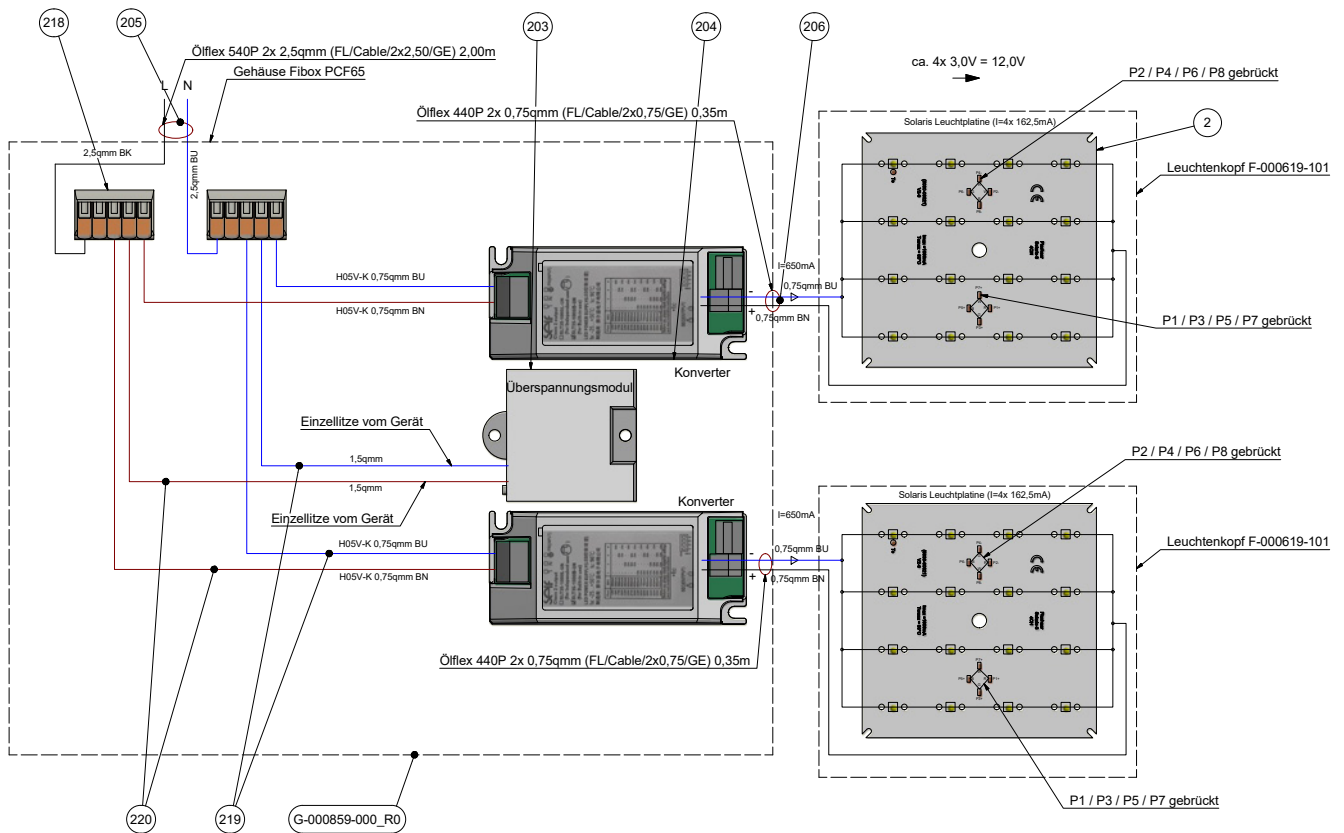 218
205
203
204
206
Ölflex 540P 2x 2,5qmm (FL/Cable/2x2,50/GE) 2,00m
Gehäuse Fibox PCF65
L N
ca. 4x 3,0V = 12,0V
P2 / P4 / P6 / P8 gebrückt
Ölflex 440P 2x 0,75qmm (FL/Cable/2x0,75/GE) 0,35m
Solaris Leuchtplatine (I=4x 162,5mA)
2
2,5qmm BK
2,5qmm BU
Leuchtenkopf F-000619-101
H05V-K 0,75qmm BU
H05V-K 0,75qmm BN
I=650mA
0,75qmm BU
-
+
0,75qmm BN
P1 / P3 / P5 / P7 gebrückt
Konverter
Überspannungsmodul
Einzellitze vom Gerät
1,5qmm
1,5qmm
Einzellitze vom Gerät
P2 / P4 / P6 / P8 gebrückt
Konverter
Solaris Leuchtplatine (I=4x 162,5mA)
I=650mA
H05V-K 0,75qmm BU
0,75qmm BU
-
+
Leuchtenkopf F-000619-101
H05V-K 0,75qmm BN
0,75qmm BN
Ölflex 440P 2x 0,75qmm (FL/Cable/2x0,75/GE) 0,35m
P1 / P3 / P5 / P7 gebrückt
220
219
G-000859-000_R0